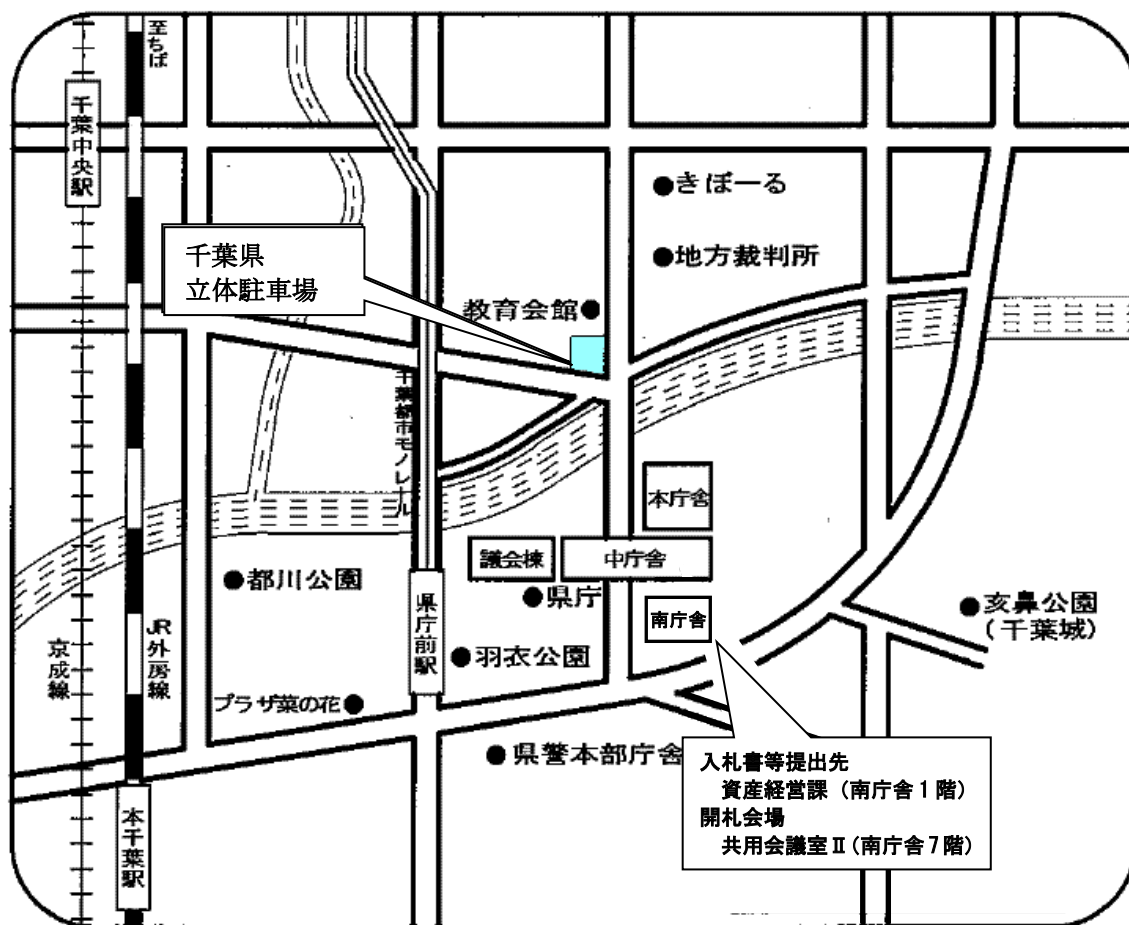 至ちば
千葉中央駅
●きぼーる
●地方裁判所
千葉県
立体駐車場
教育会館●
千葉都市モノレール
本庁舎
議会棟
中庁舎
●県庁
南庁舎
●都川公園
県庁前駅
●羽衣公園
●亥鼻公園
(千葉城)
京成線
JR外房線
プラザ菜の花●
●県警本部庁舎
入札書等提出先
資産経営課（南庁舎１階）
開札会場
共用会議室Ⅱ（南庁舎７階）
本千葉駅